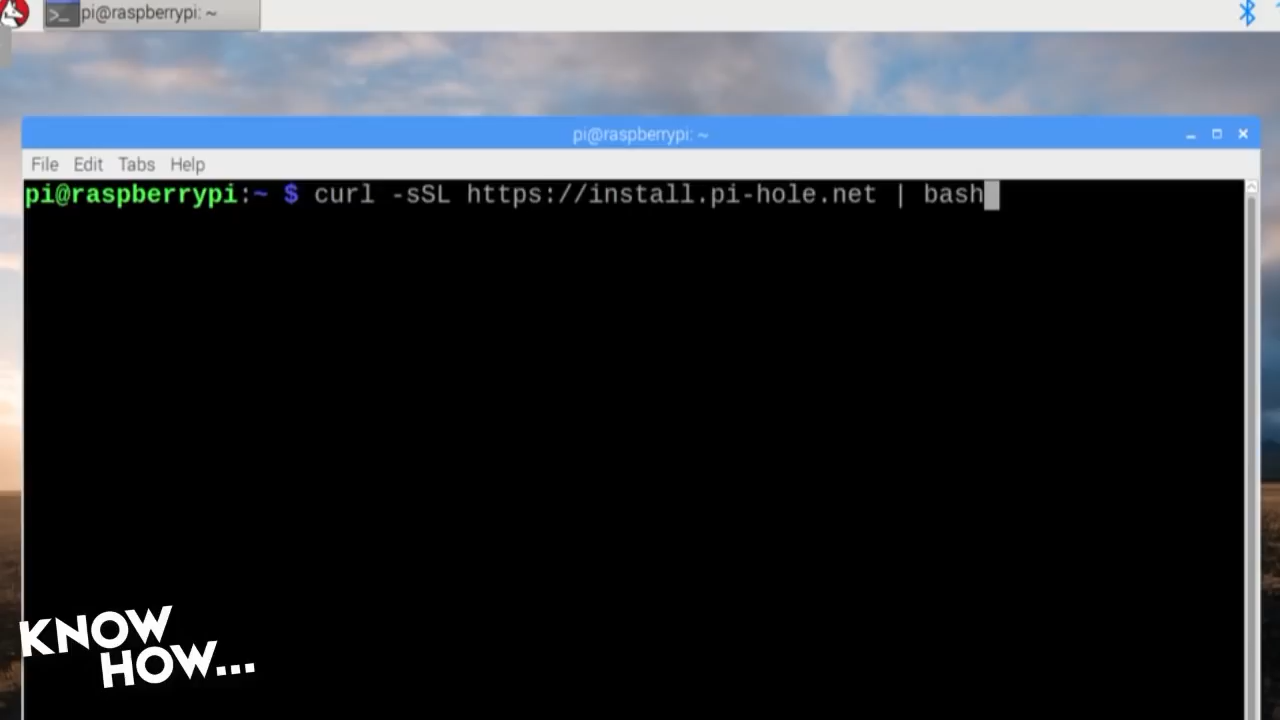 pi@raspberrypi: ~
pi@raspberrypi: ~
File Edit Tabs Help
pi@raspberrypi:~ $ curl -sSL https://install.pi-hole.net | bash
KNOW
HOW...